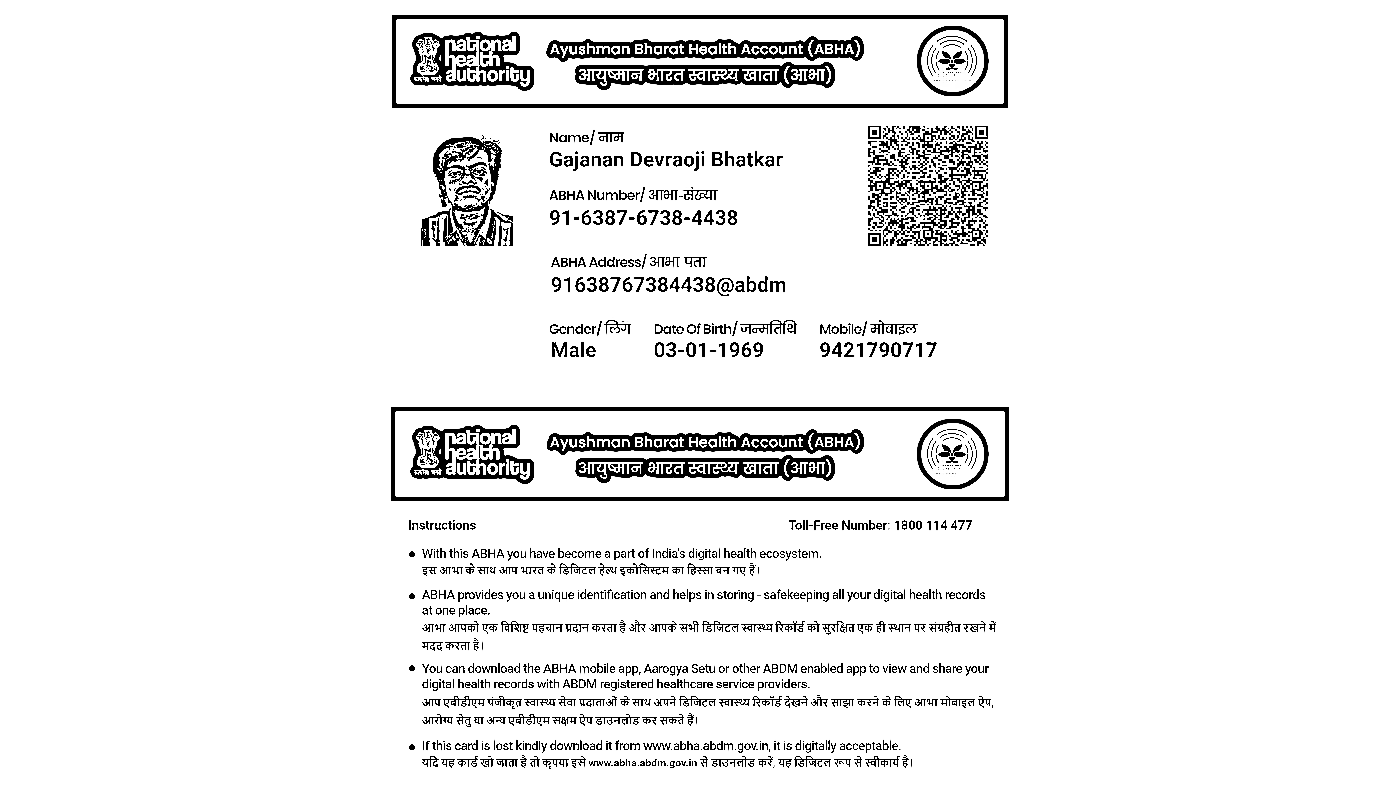 national health authority
Ayushman Bharat Health Account (ABHA)
आयुष्मान भारत स्वास्थ्य खाता (आभा)
Name/ नाम
Gajanan Devraoji Bhatkar
ABHA Number/ आभा-संख्या
91-6387-6738-4438
ABHA Address/ आभा पता
91638767384438@abdm
Gender/ लिंग Date Of Birth/ जन्मतिथि Mobile/ मोबाइल
Male 03-01-1969 9421790717
national health authority
Ayushman Bharat Health Account (ABHA)
आयुष्मान भारत स्वास्थ्य खाता (आभा)
Instructions Toll-Free Number: 1800 114 477
● With this ABHA you have become a part of India's digital health ecosystem.
इस आभा के साथ आप भारत के डिजिटल हेल्थ इकोसिस्टम का हिस्सा बन गए हैं।
● ABHA provides you a unique identification and helps in storing - safekeeping all your digital health records
at one place.
आभा आपको एक विशिष्ट पहचान प्रदान करता है और आपके सभी डिजिटल स्वास्थ्य रिकॉर्ड को सुरक्षित एक ही स्थान पर संग्रहीत रखने में
मदद करता है।
● You can download the ABHA mobile app, Aarogya Setu or other ABDM enabled app to view and share your
digital health records with ABDM registered healthcare service providers.
आप एबीडीएम पंजीकृत स्वास्थ्य सेवा प्रदाताओं के साथ अपने डिजिटल स्वास्थ्य रिकॉर्ड देखने और साझा करने के लिए आभा मोबाइल ऐप,
आरोग्य सेतु या अन्य एबीडीएम सक्षम ऐप डाउनलोड कर सकते हैं।
● If this card is lost kindly download it from www.abha.abdm.gov.in, it is digitally acceptable.
यदि यह कार्ड खो जाता है तो कृपया इसे www.abha.abdm.gov.in से डाउनलोड करें, यह डिजिटल रूप से स्वीकार्य है।